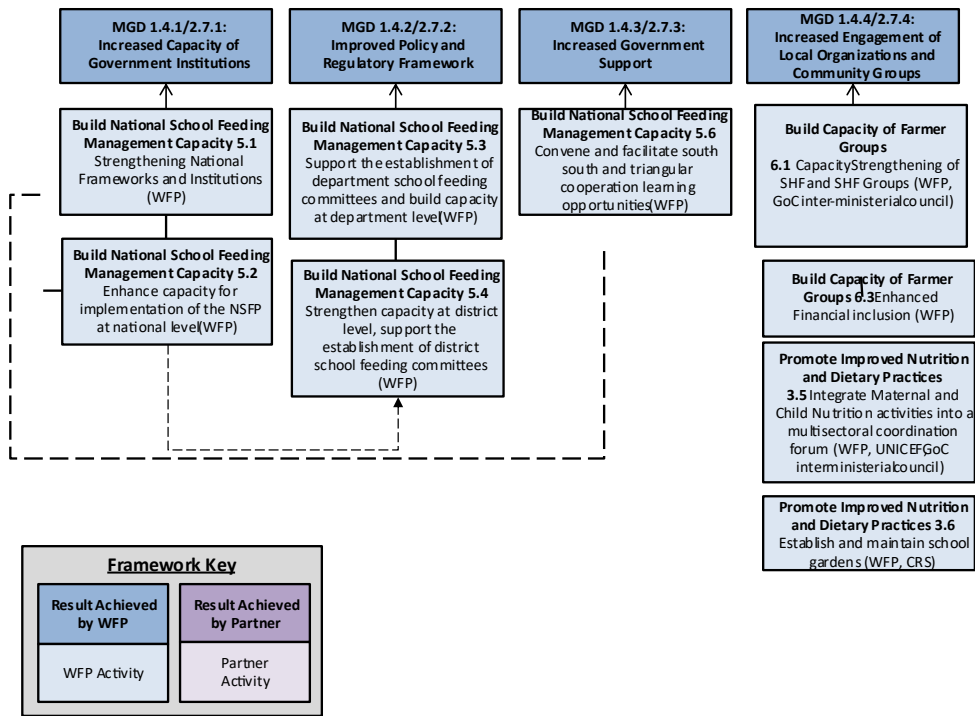 MGD 1.4.1/2.7.1:
Increased Capacity of
Government Institutions
Build National School Feeding
Management Capacity 5.1
Strengthening National
Frameworks and Institutions
(WFP)
Build National School Feeding
Management Capacity 5.2
Enhance capacity for
implementation of the NSFP
at national level(WFP)
MGD 1.4.2/2.7.2:
Improved Policy and
Regulatory Framework
Build National School Feeding
Management Capacity 5.3
Support the establishment of
department school feeding
committees and build capacity
at department level(WFP)
Build National School Feeding
Management Capacity 5.4
Strengthen capacity at district
level, support the
establishment of district
school feeding committees
(WFP)
MGD 1.4.3/2.7.3:
Increased Government
Support
Build National School Feeding
Management Capacity 5.6
Convene and facilitate south-
south and triangular
cooperation learning
opportunities(WFP)
MGD 1.4.4/2.7.4:
Increased Engagement of
Local Organizations and
Community Groups
Build Capacity of Farmer
Groups
6.1 CapacityStrengthening of
SHF and SHF Groups (WFP,
GoC inter-ministerialcouncil)
Build Capacity of Farmer
Groups 6.3 Enhanced
Financial inclusion (WFP)
Promote Improved Nutrition
and Dietary Practices
3.5 Integrate Maternal and
Child Nutrition activities into a
multisectoral coordination
forum (WFP, UNICEF,GoC
interministerialcouncil)
Promote Improved Nutrition
and Dietary Practices 3.6
Establish and maintain school
gardens (WFP, CRS)
Framework Key
Result Achieved
by WFP
WFP Activity
Result Achieved
by Partner
Partner
Activity